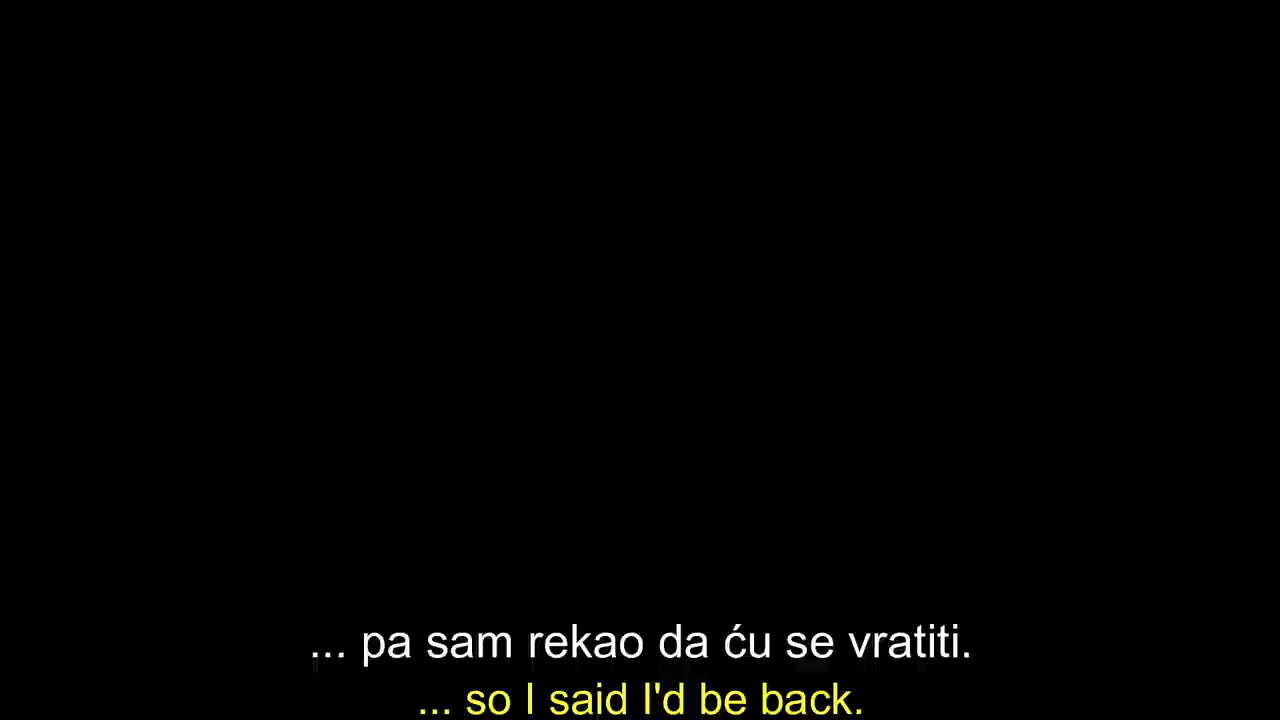 ... pa sam rekao da ću se vratiti.
... so I said I'd be back.